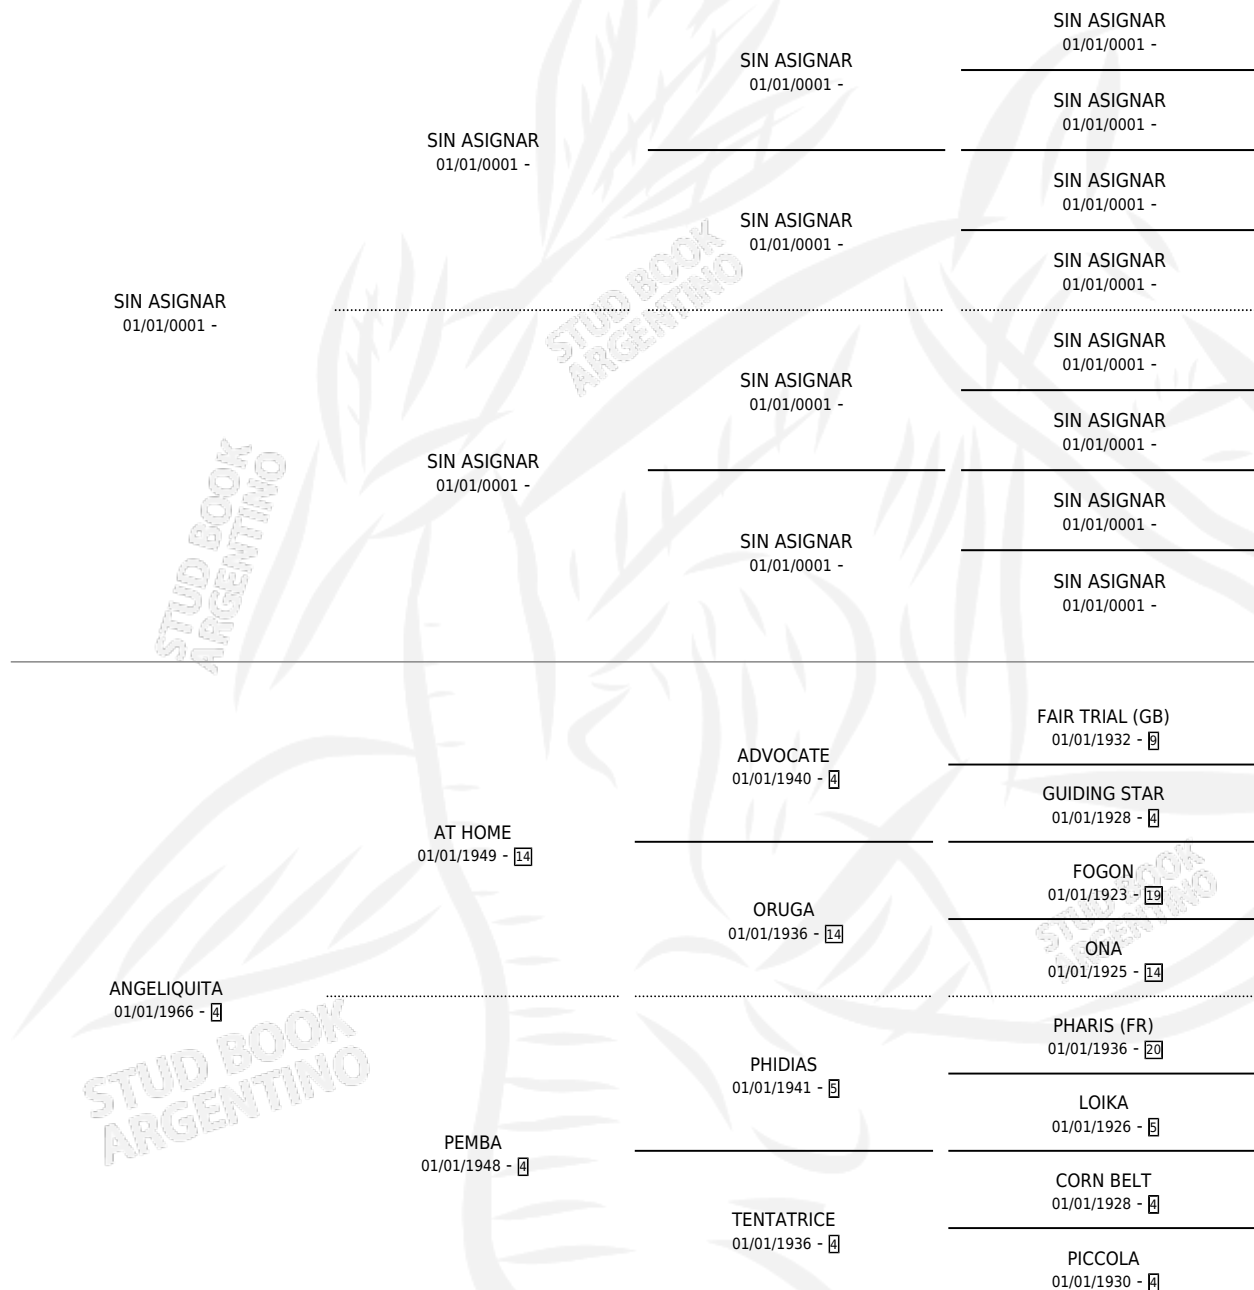 SIN ASIGNAR
01/01/0001 -
SIN ASIGNAR
01/01/0001 -
SIN ASIGNAR
01/01/0001 -
SIN ASIGNAR
01/01/0001 -
SIN ASIGNAR
01/01/0001 -
SIN ASIGNAR
01/01/0001 -
SIN ASIGNAR
01/01/0001 -
SIN ASIGNAR
01/01/0001 -
SIN ASIGNAR
01/01/0001 -
SIN ASIGNAR
01/01/0001 -
SIN ASIGNAR
01/01/0001 -
SIN ASIGNAR
01/01/0001 -
SIN ASIGNAR
01/01/0001 -
SIN ASIGNAR
01/01/0001 -
SIN ASIGNAR
01/01/0001 -
STUD BOOK
ARGENTINO
STUD BOOK
ARGENTINO
FAIR TRIAL (GB)
01/01/1932 - 9
ADVOCATE
01/01/1940 - 4
GUIDING STAR
01/01/1928 - 4
AT HOME
01/01/1949 - 14
FOGON
01/01/1923 - 19
ORUGA
01/01/1936 - 14
ONA
01/01/1925 - 14
STUD BOOK
ARGENTINO
ANGELIQUITA
01/01/1966 - 4
STUD BOOK
ARGENTINO
PHARIS (FR)
01/01/1936 - 20
PHIDIAS
01/01/1941 - 5
LOIKA
01/01/1926 - 5
PEMBA
01/01/1948 - 4
CORN BELT
01/01/1928 - 4
TENTATRICE
01/01/1936 - 4
PICCOLA
01/01/1930 - 4